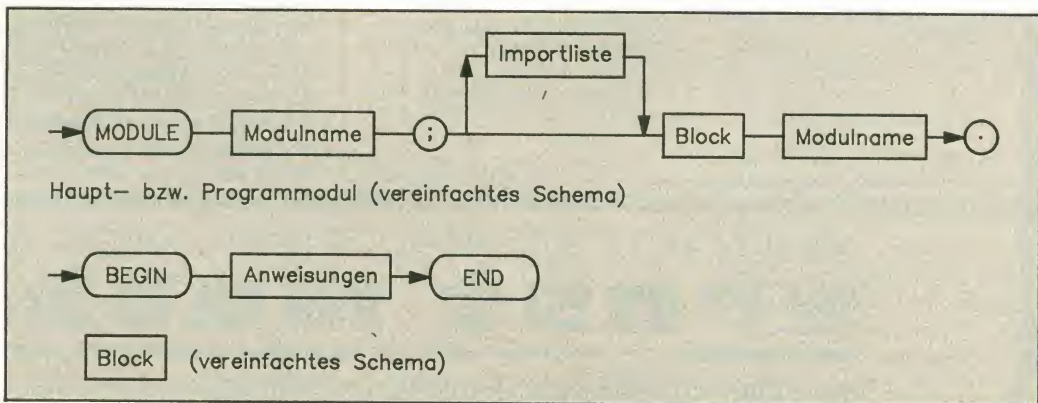 Importliste
MODULE Modulname ; Block Modulname .
Haupt- bzw. Programmodul (vereinfachtes Schema)
BEGIN Anweisungen END
Block (vereinfachtes Schema)